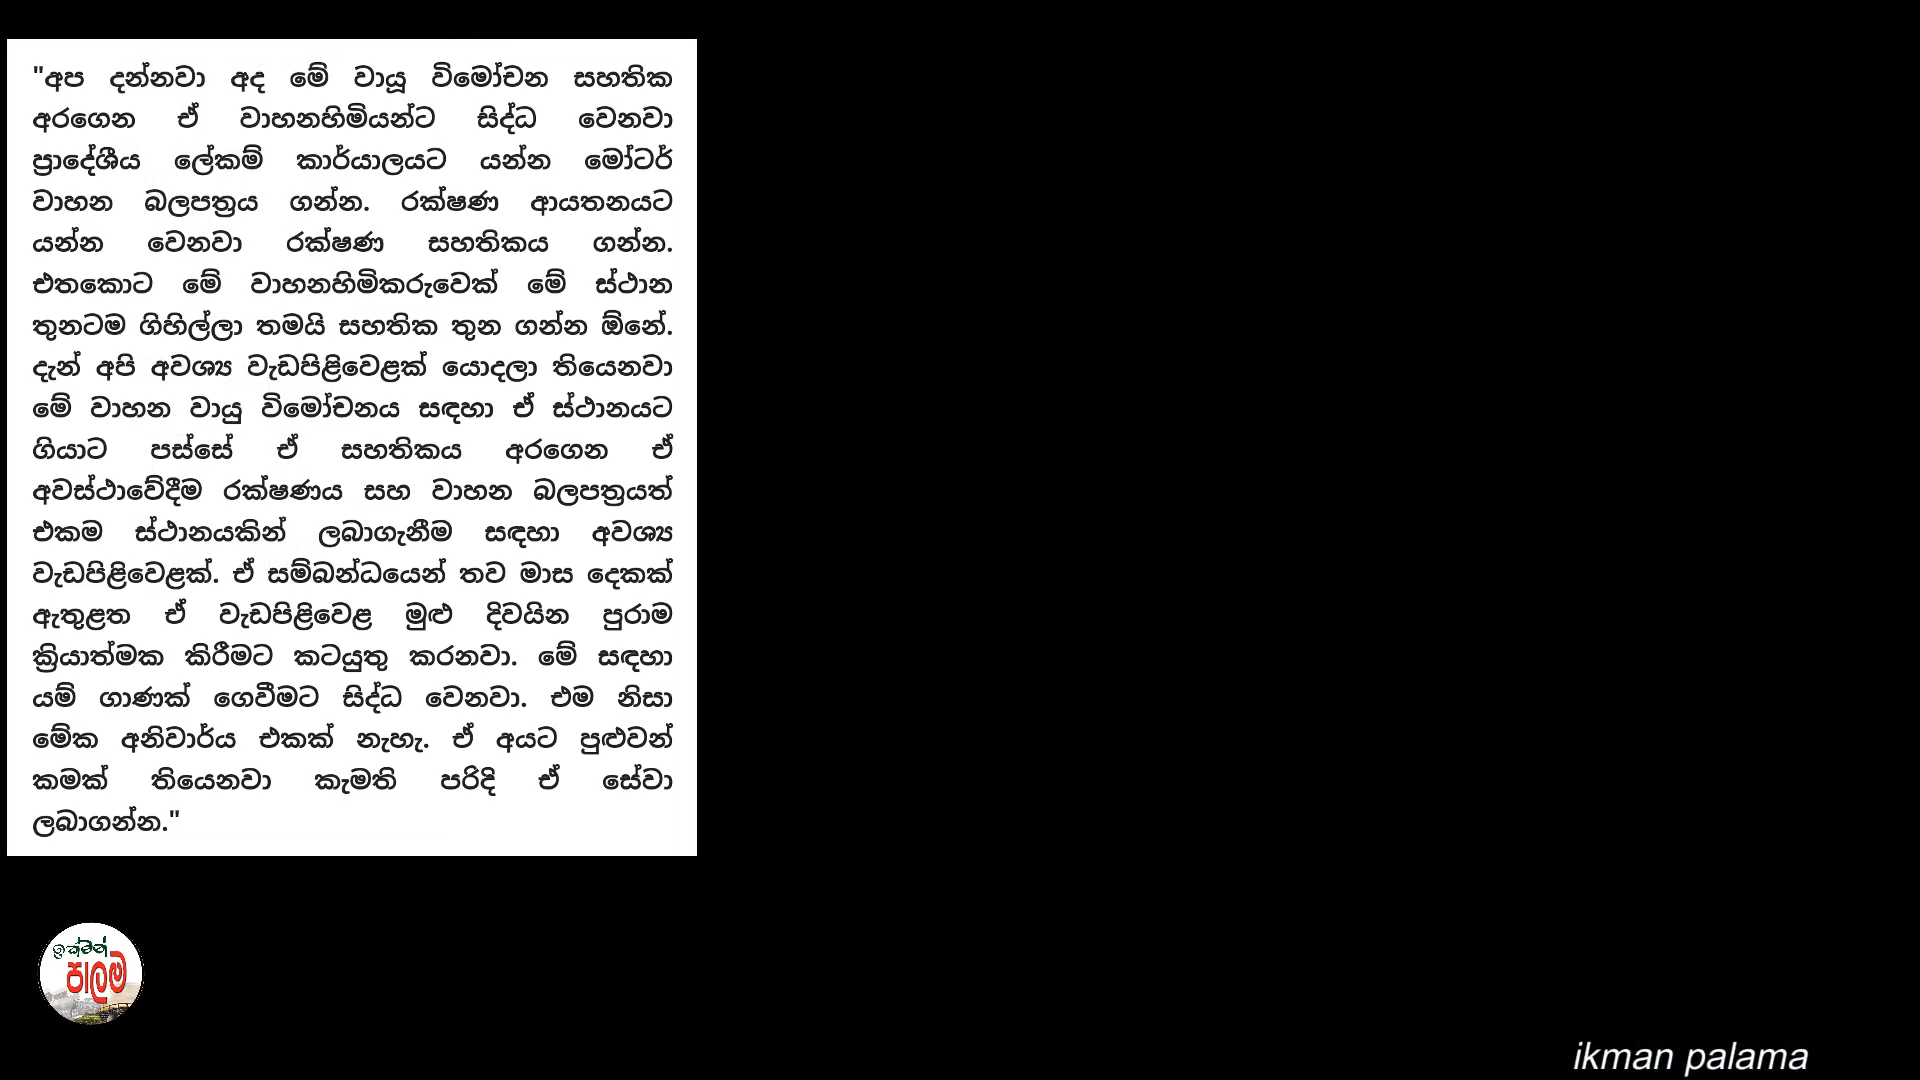 "අප දන්නවා අද මේ වායූ විමෝචන සහතික
අරගෙන ඒ වාහනහිමියන්ට සිද්ධ වෙනවා
ප්‍රාදේශීය ලේකම් කාර්යාලයට යන්න මෝටර්
වාහන බලපත්‍රය ගන්න. රක්ෂණ ආයතනයට
යන්න වෙනවා රක්ෂණ සහතිකය ගන්න.
එතකොට මේ වාහනහිමිකරුවෙක් මේ ස්ථාන
තුනටම ගිහිල්ලා තමයි සහතික තුන ගන්න ඕනේ.
දැන් අපි අවශ්‍ය වැඩපිළිවෙළක් යොදලා තියෙනවා
මේ වාහන වායු විමෝචනය සඳහා ඒ ස්ථානයට
ගියාට පස්සේ ඒ සහතිකය අරගෙන ඒ
අවස්ථාවේදීම රක්ෂණය සහ වාහන බලපත්‍රයත්
එකම ස්ථානයකින් ලබාගැනීම සඳහා අවශ්‍ය
වැඩපිළිවෙළක්. ඒ සම්බන්ධයෙන් තව මාස දෙකක්
ඇතුළත ඒ වැඩපිළිවෙළ මුළු දිවයින පුරාම
ක්‍රියාත්මක කිරීමට කටයුතු කරනවා. මේ සඳහා
යම් ගාණක් ගෙවීමට සිද්ධ වෙනවා. එම නිසා
මේක අනිවාර්ය එකක් නැහැ. ඒ අයට පුළුවන්
කමක් තියෙනවා කැමති පරිදි ඒ සේවා
ලබාගන්න."
ඉක්මන්
පාලම
ikman palama